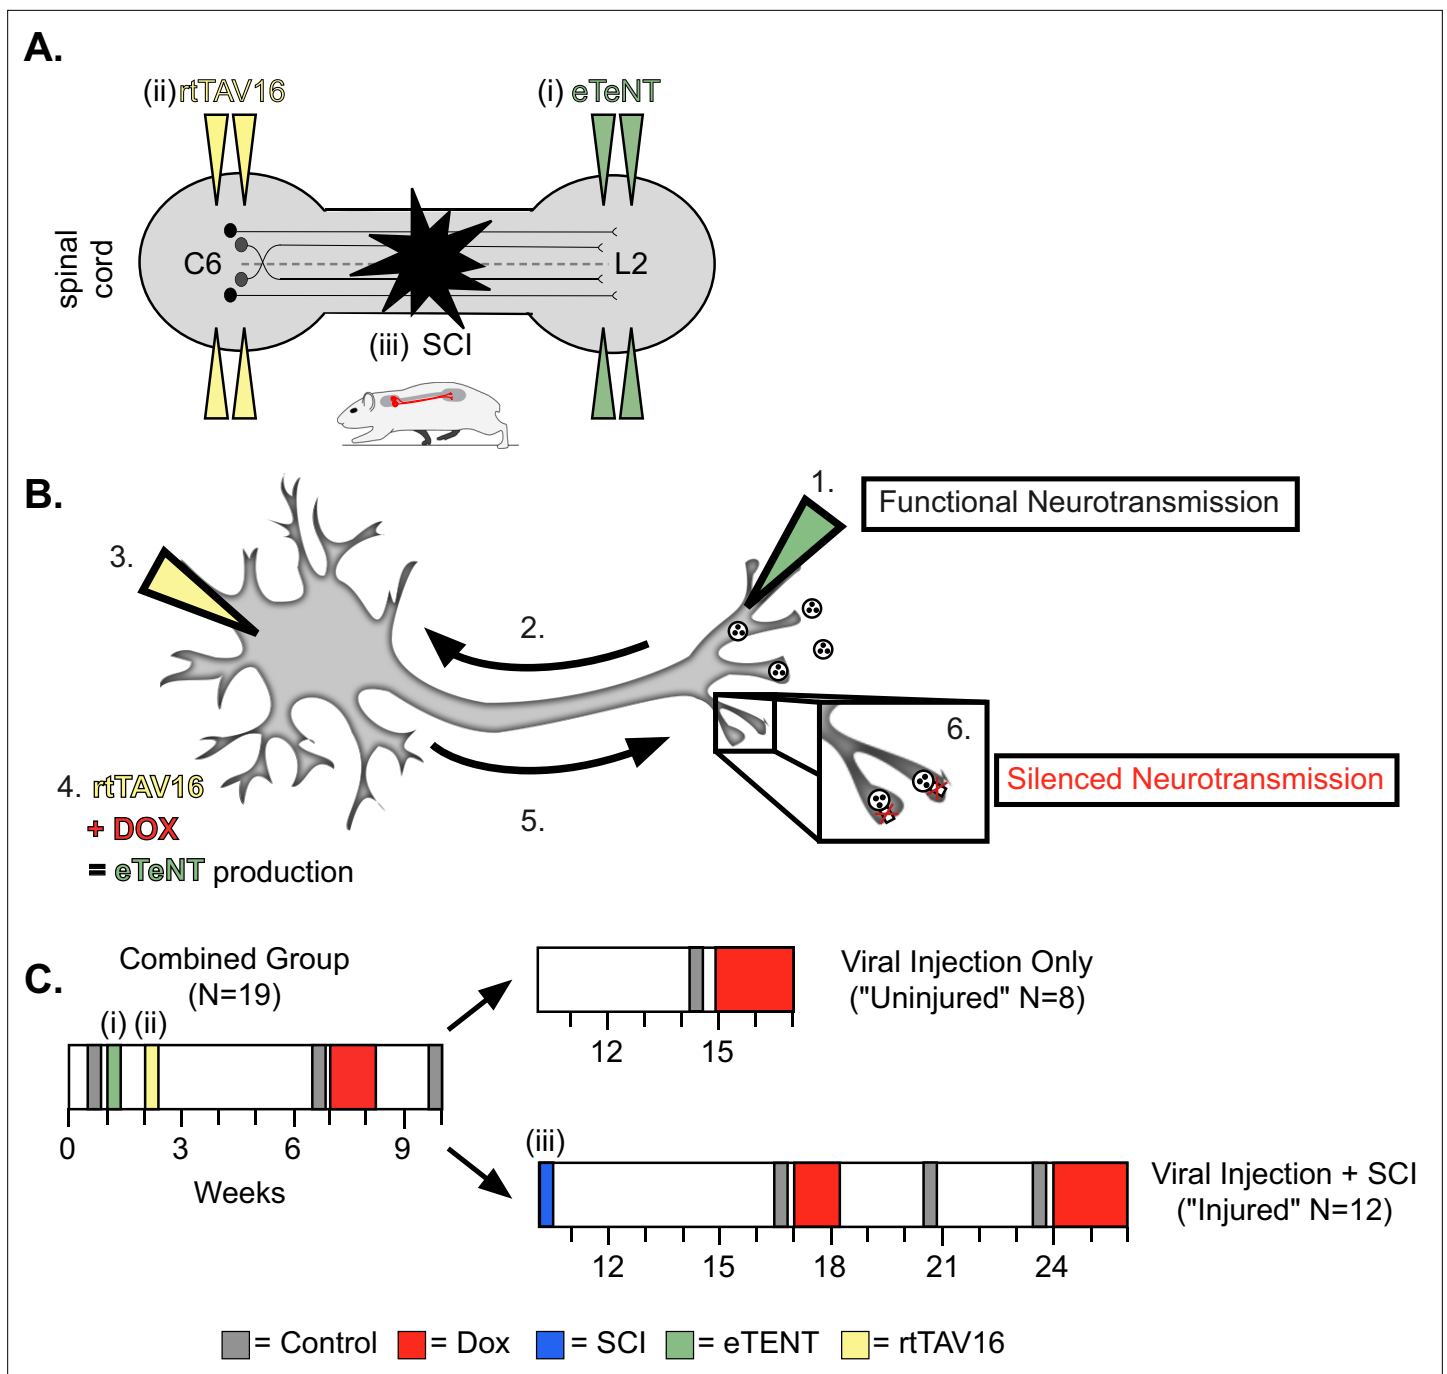 A.
(ii) rtTAV16
(i) eTeNT
spinal
cord
C6
L2
(iii) SCI
B.
1.
Functional Neurotransmission
3.
2.
6.
Silenced Neurotransmission
4. rtTAV16
+ DOX
= eTeNT production
5.
C.
Combined Group
(N=19)
(i) (ii)
0 3 6 9
Weeks
12 15
Viral Injection Only
("Uninjured" N=8)
(iii)
12 15 18 21 24
Viral Injection + SCI
("Injured" N=12)
= Control = Dox = SCI = eTENT = rtTAV16